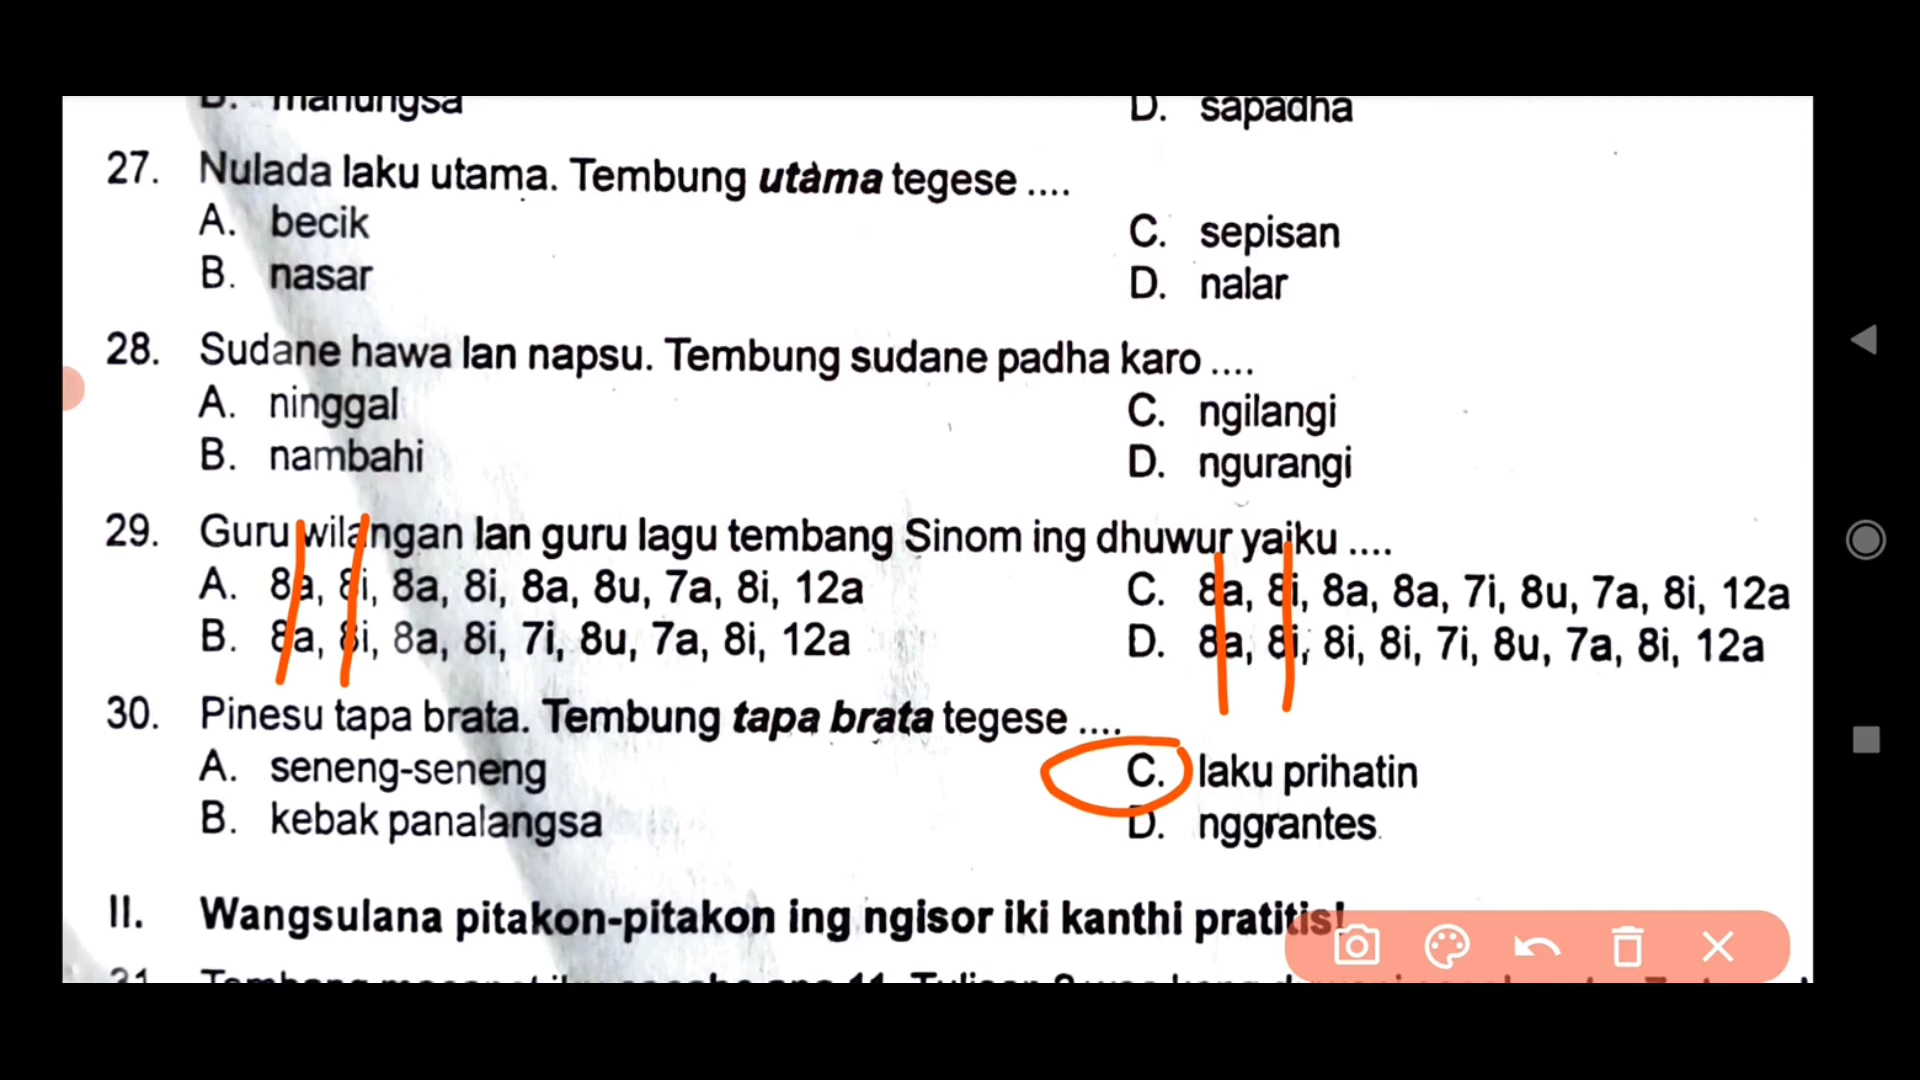 B. manungsa
D. sapadha
27. Nulada laku utama. Tembung utama tegese ....
A. becik
C. sepisan
B. nasar
D. nalar
28. Sudane hawa lan napsu. Tembung sudane padha karo ....
A. ninggal
C. ngilangi
B. nambahi
D. ngurangi
29. Guru wilangan lan guru lagu tembang Sinom ing dhuwur yaiku ....
A. 8a, 8i, 8a, 8i, 8a, 8u, 7a, 8i, 12a
C. 8a, 8i, 8a, 8a, 7i, 8u, 7a, 8i, 12a
B. 8a, 8i, 8a, 8i, 7i, 8u, 7a, 8i, 12a
D. 8a, 8i, 8i, 8i, 7i, 8u, 7a, 8i, 12a
30. Pinesu tapa brata. Tembung tapa brata tegese ....
A. seneng-seneng
C. laku prihatin
B. kebak panalangsa
D. nggrantes
II. Wangsulana pitakon-pitakon ing ngisor iki kanthi pratitis!